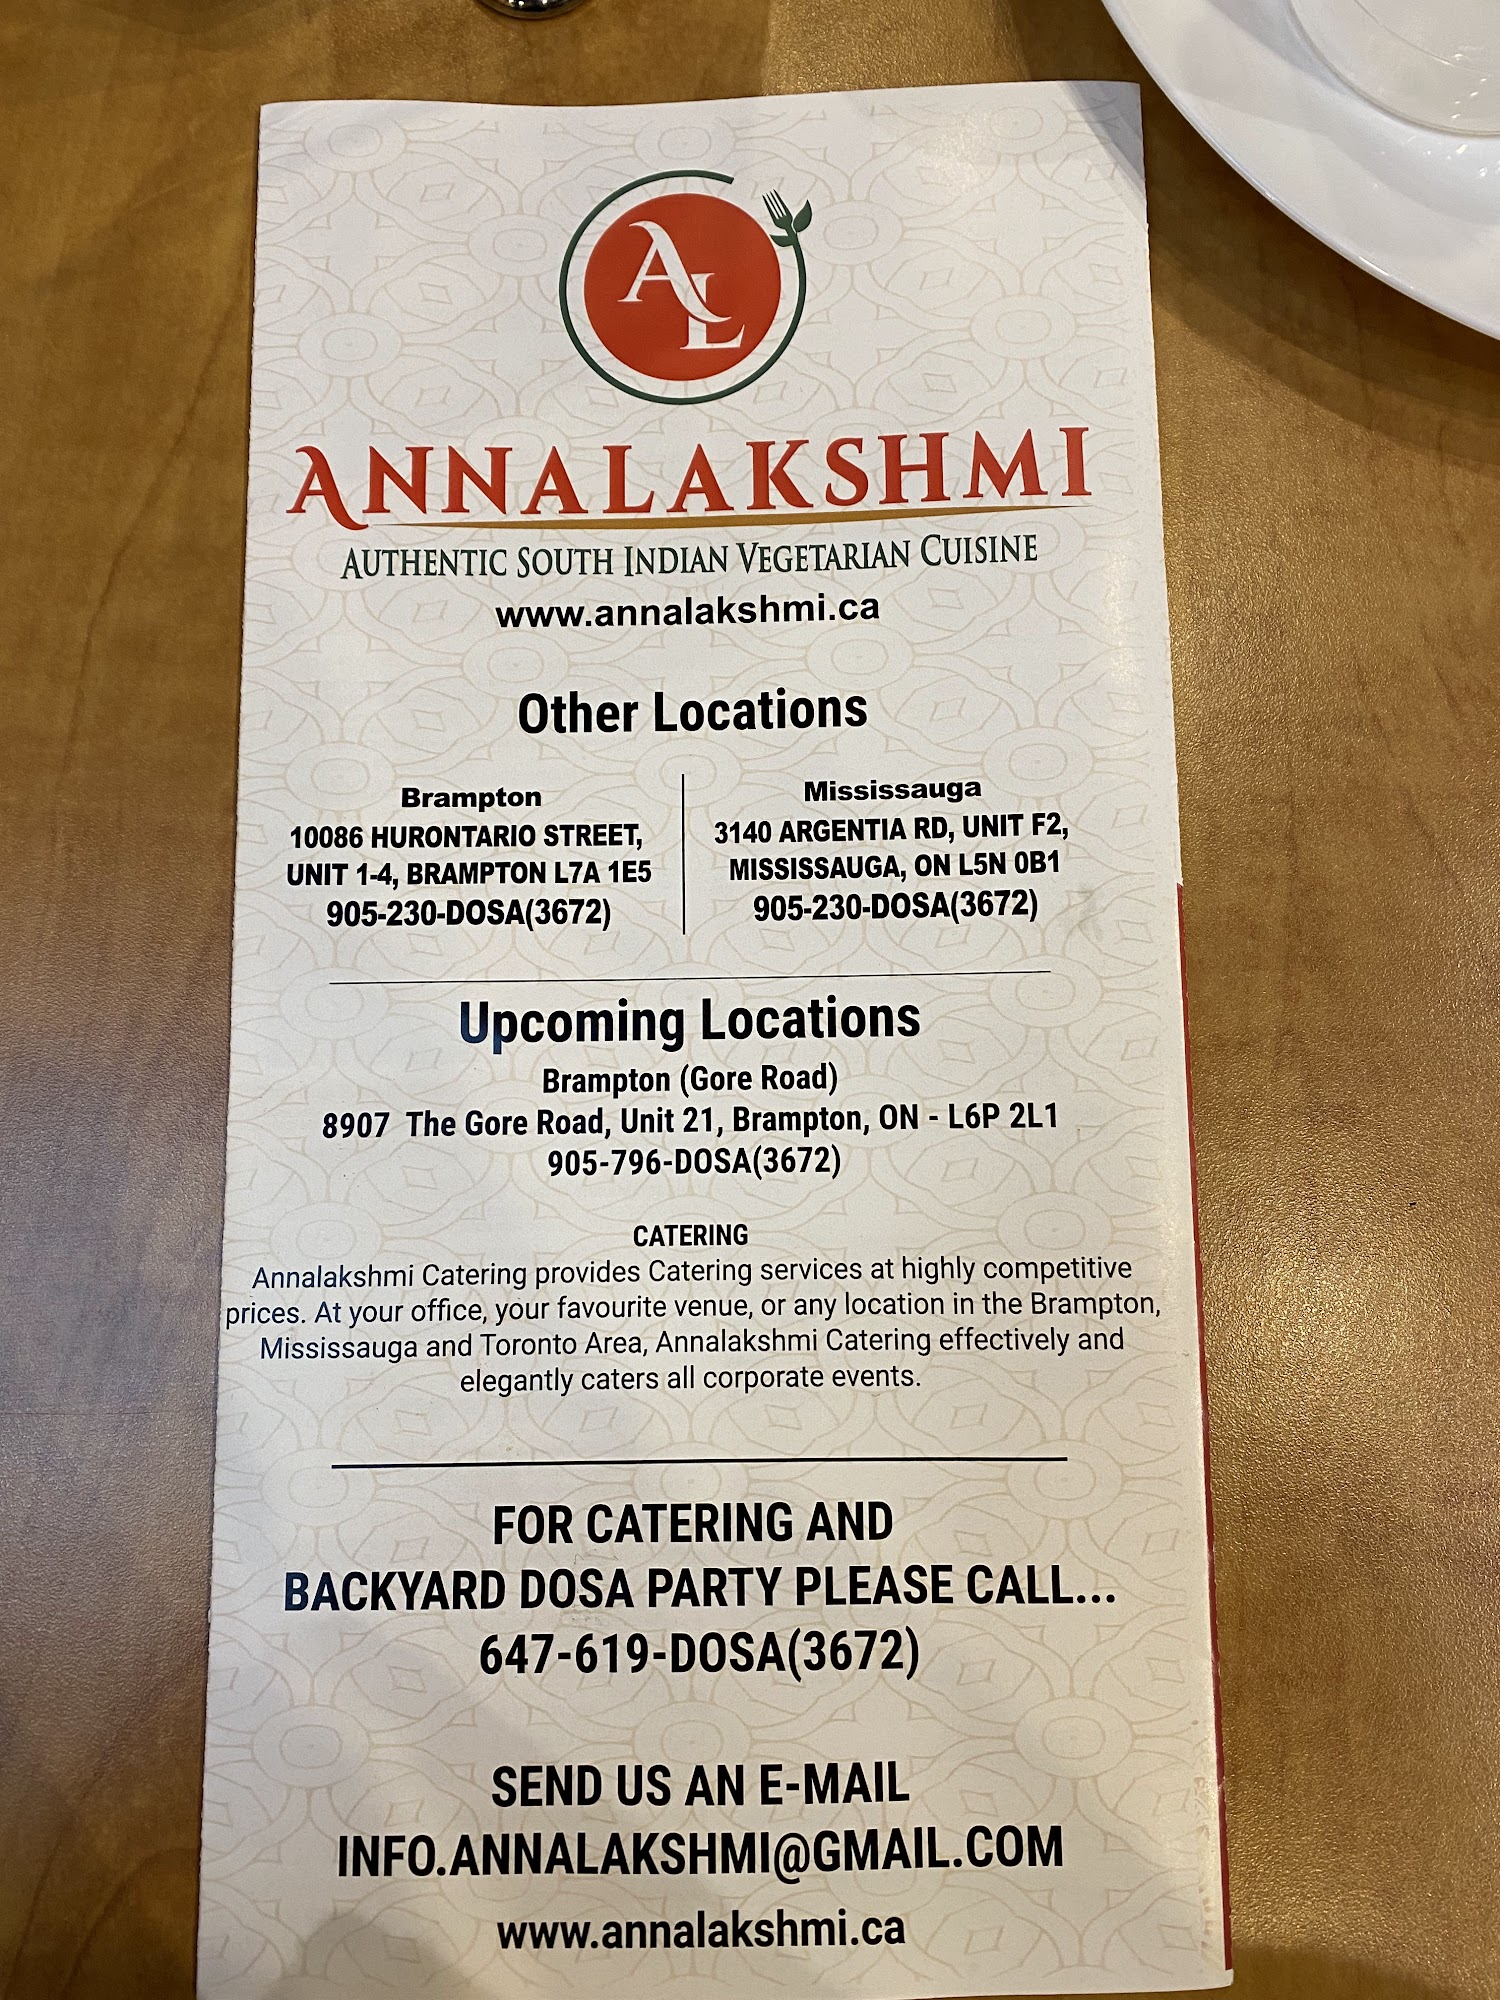 AL
ANNALAKSHMI
AUTHENTIC SOUTH INDIAN VEGETARIAN CUISINE
www.annalakshmi.ca
Other Locations
Brampton
10086 HURONTARIO STREET,
UNIT 1-4, BRAMPTON L7A 1E5
905-230-DOSA(3672)
Mississauga
3140 ARGENTIA RD, UNIT F2,
MISSISSAUGA, ON L5N 0B1
905-230-DOSA(3672)
Upcoming Locations
Brampton (Gore Road)
8907 The Gore Road, Unit 21, Brampton, ON - L6P 2L1
905-796-DOSA(3672)
CATERING
Annalakshmi Catering provides Catering services at highly competitive
prices. At your office, your favourite venue, or any location in the Brampton,
Mississauga and Toronto Area, Annalakshmi Catering effectively and
elegantly caters all corporate events.
FOR CATERING AND
BACKYARD DOSA PARTY PLEASE CALL...
647-619-DOSA(3672)
SEND US AN E-MAIL
INFO.ANNALAKSHMI@GMAIL.COM
www.annalakshmi.ca